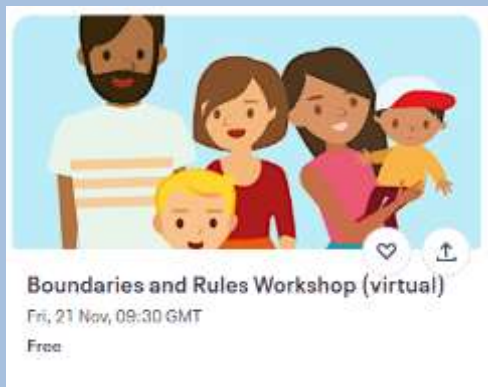 Boundaries and Rules Workshop (virtual)
Fri, 21 Nov, 09:30 GMT
Free